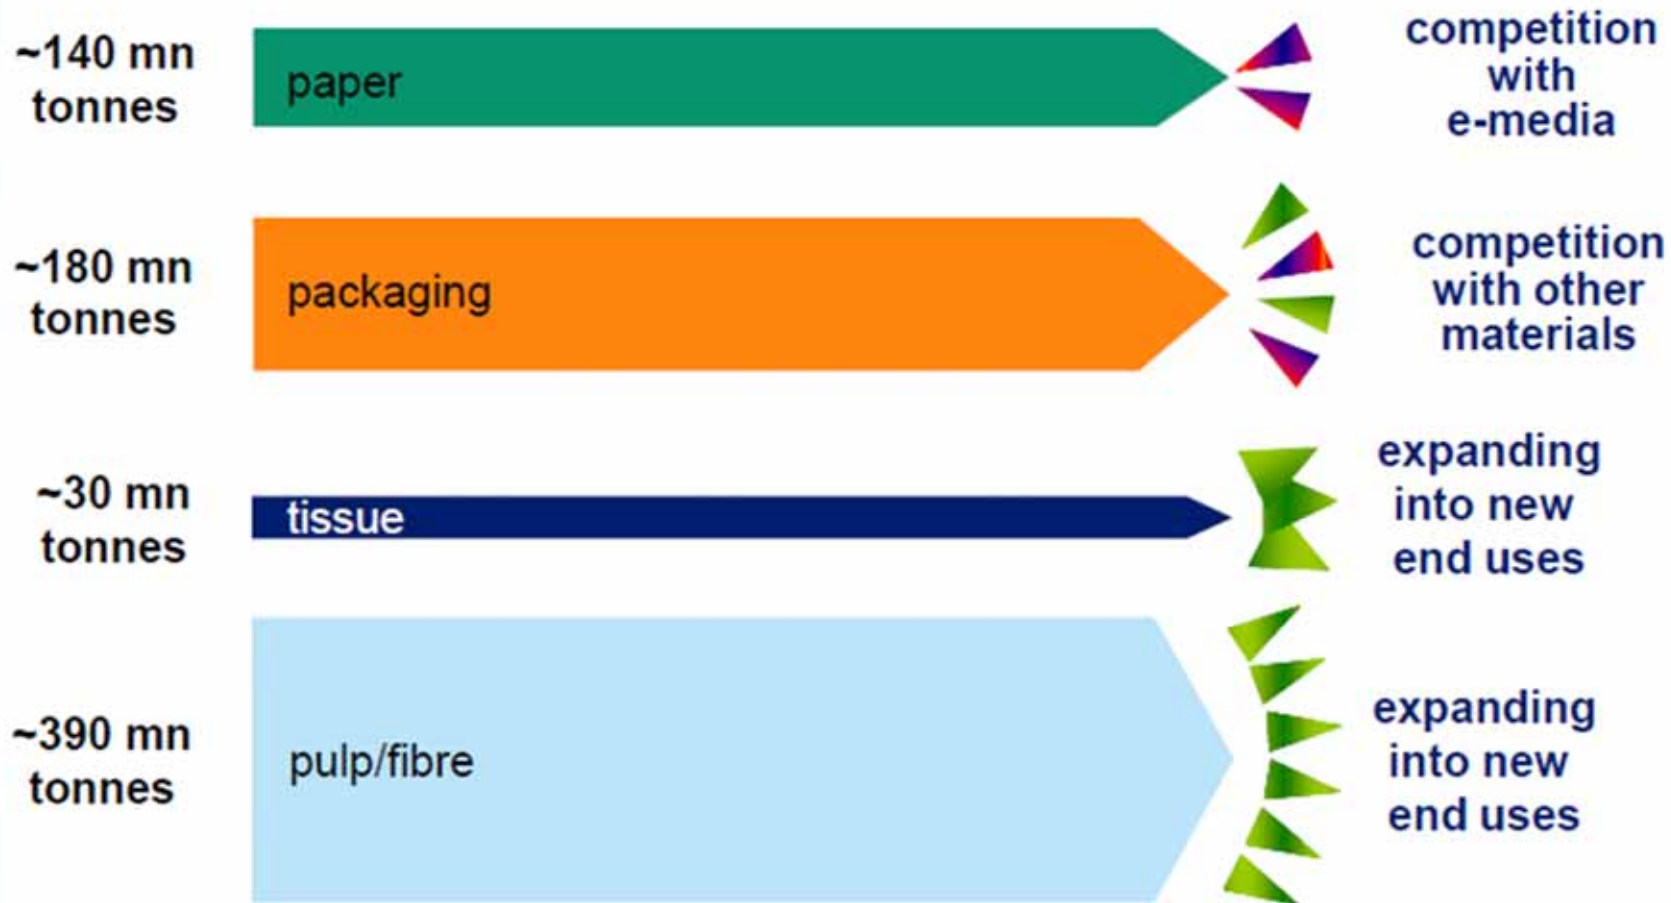 ~140 mn
tonnes
paper
competition
with
e-media
~180 mn
tonnes
packaging
competition
with other
materials
~30 mn
tonnes
tissue
expanding
into new
end uses
~390 mn
tonnes
pulp/fibre
expanding
into new
end uses